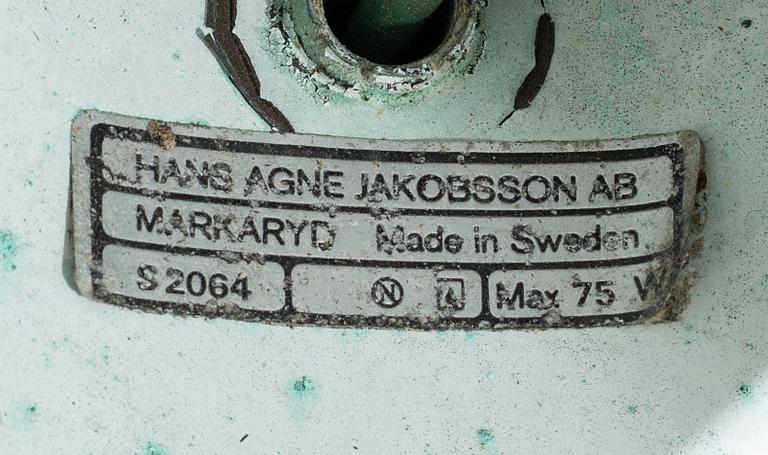 HANS AGNE JAKOBSSON AB
MARKARYD Made in Sweden
S 2064 N Max 75 W